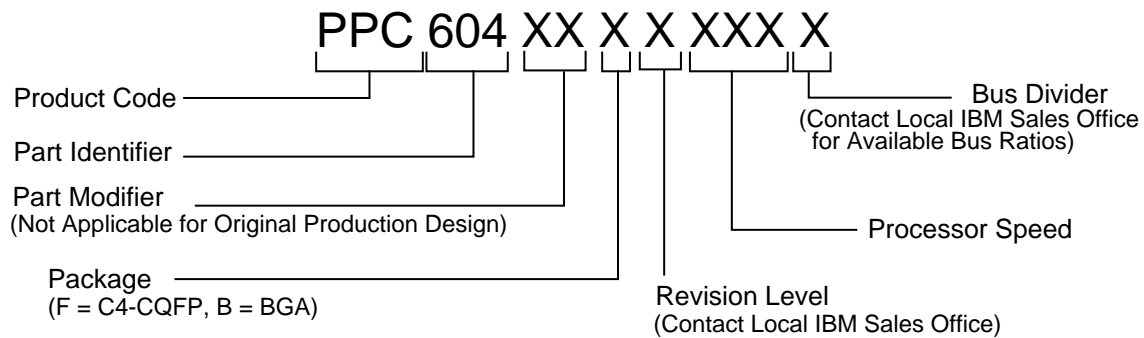 PPC 604 XX X X XXX X
Product Code
Bus Divider
(Contact Local IBM Sales Office
for Available Bus Ratios)
Part Identifier
Part Modifier
(Not Applicable for Original Production Design)
Processor Speed
Package
(F = C4-CQFP, B = BGA)
Revision Level
(Contact Local IBM Sales Office)